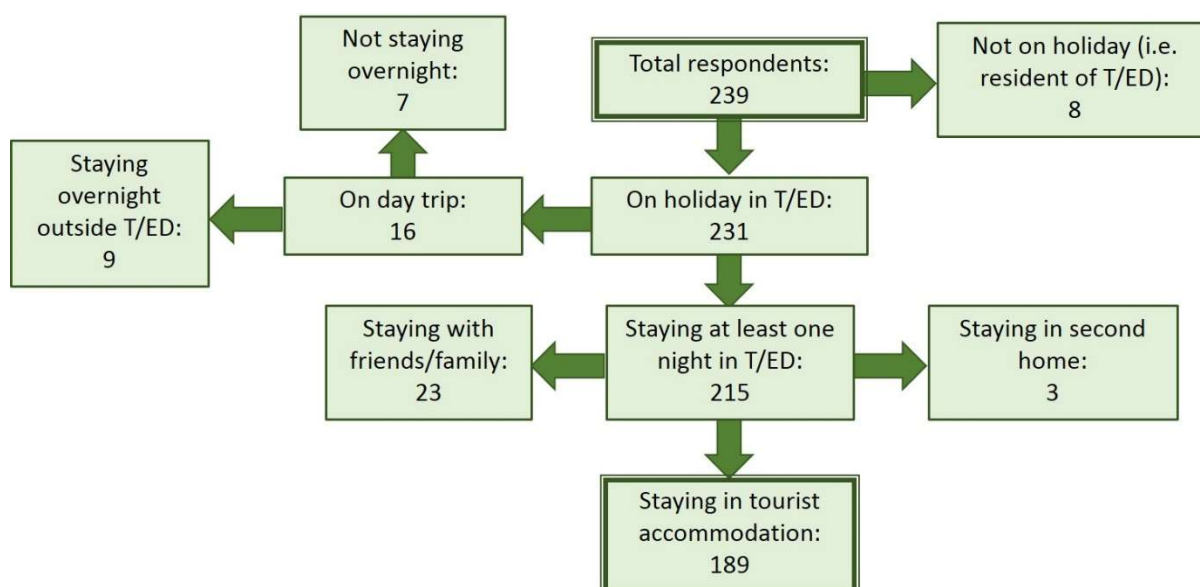 Total respondents:
239
Not on holiday (i.e.
resident of T/ED):
8
On holiday in T/ED:
231
On day trip:
16
Not staying
overnight:
7
Staying
overnight
outside T/ED:
9
Staying at least one
night in T/ED:
215
Staying with
friends/family:
23
Staying in second
home:
3
Staying in tourist
accommodation:
189